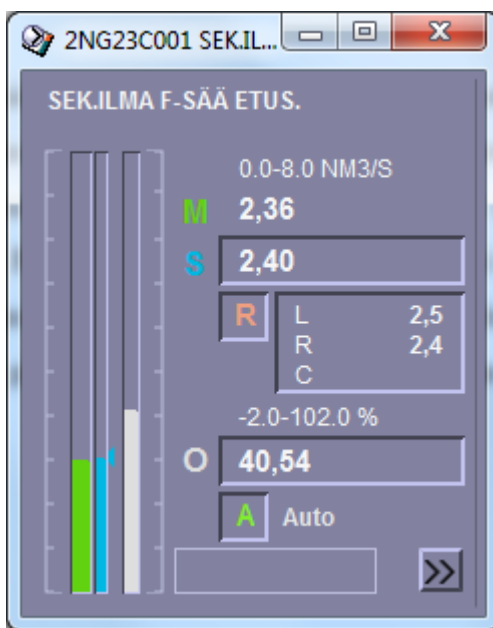 2NG23C001 SEK.IL...
SEK.ILMA F-SÄÄ ETUS.
0.0-8.0 NM3/S
M 2,36
S 2,40
R L 2,5
R 2,4
C
-2.0-102.0 %
O 40,54
A Auto
>>